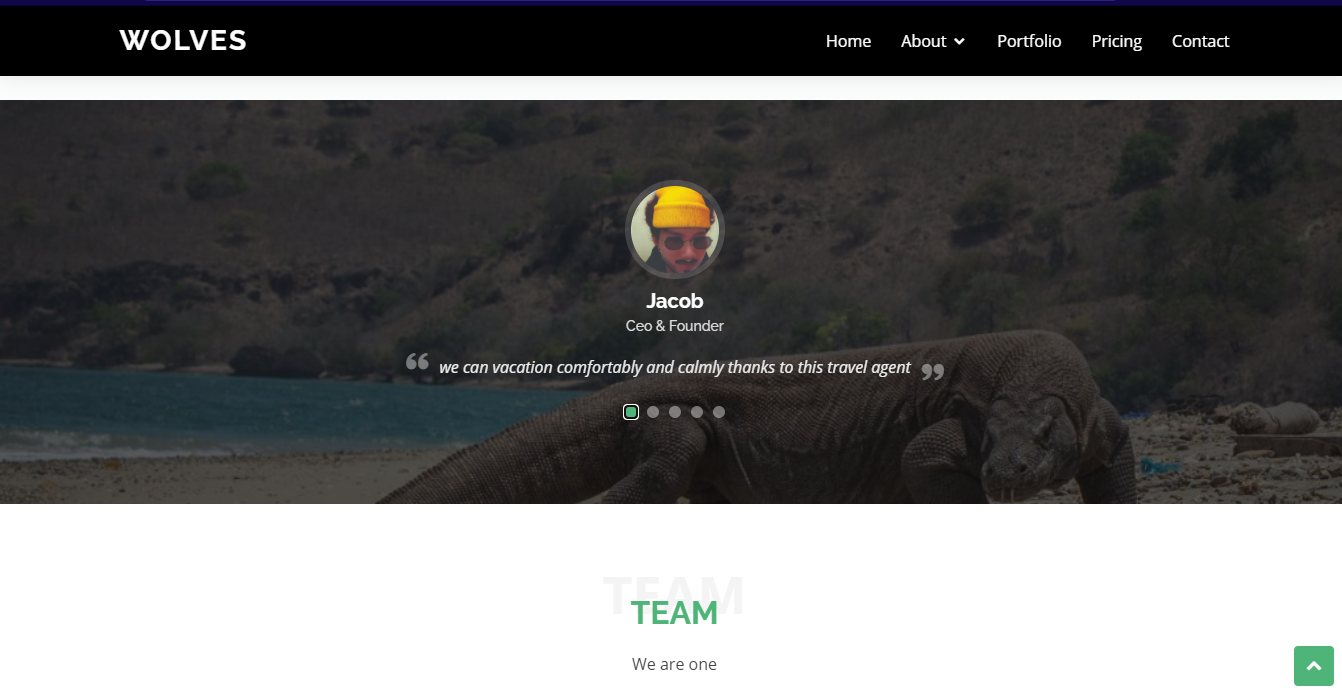 WOLVES
Home About Portfolio Pricing Contact
Jacob
Ceo & Founder
“ we can vacation comfortably and calmly thanks to this travel agent ”
TEAM
TEAM
We are one